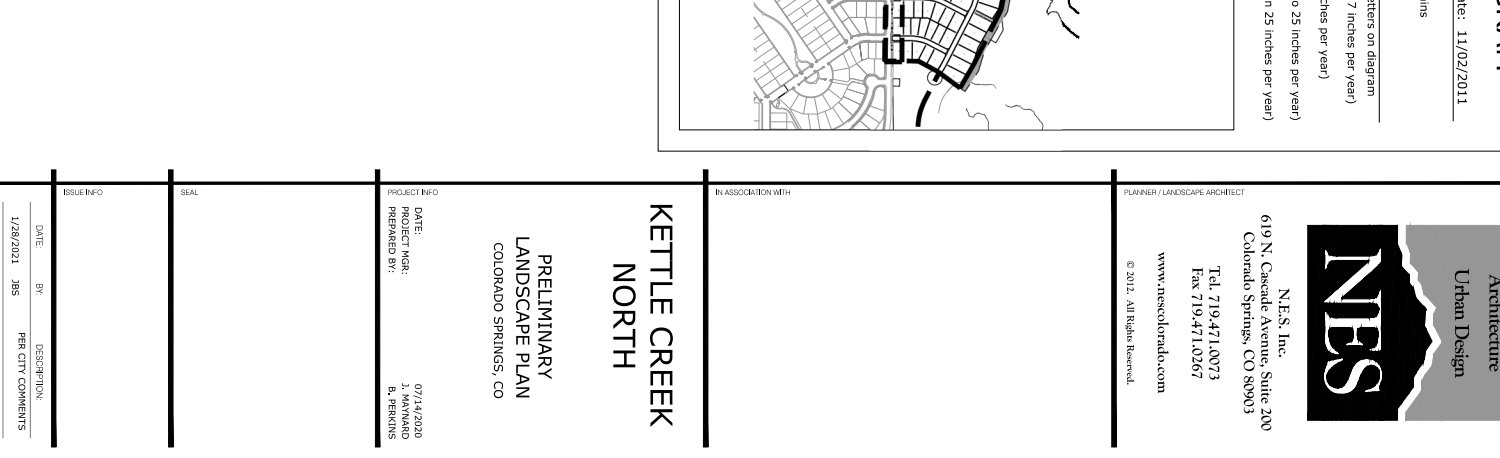 Architecture
Urban Design
NES
N.E.S. Inc.
619 N. Cascade Avenue, Suite 200
Colorado Springs, CO 80903
Tel. 719.471.0073
Fax 719.471.0267
www.nescolorado.com
© 2012. All Rights Reserved.
PLANNER / LANDSCAPE ARCHITECT
IN ASSOCIATION WITH
KETTLE CREEK
NORTH
PRELIMINARY
LANDSCAPE PLAN
COLORADO SPRINGS, CO
PROJECT INFO
DATE: 07/14/2020
PROJECT MGR: J. MAYNARD
PREPARED BY: B. PERKINS
SEAL
ISSUE INFO
DATE: BY: DESCRIPTION:
1/28/2021 JBS PER CITY COMMENTS
11/02/2011
on diagram
7 inches per year)
per year)
25 inches per year)
25 inches per year)